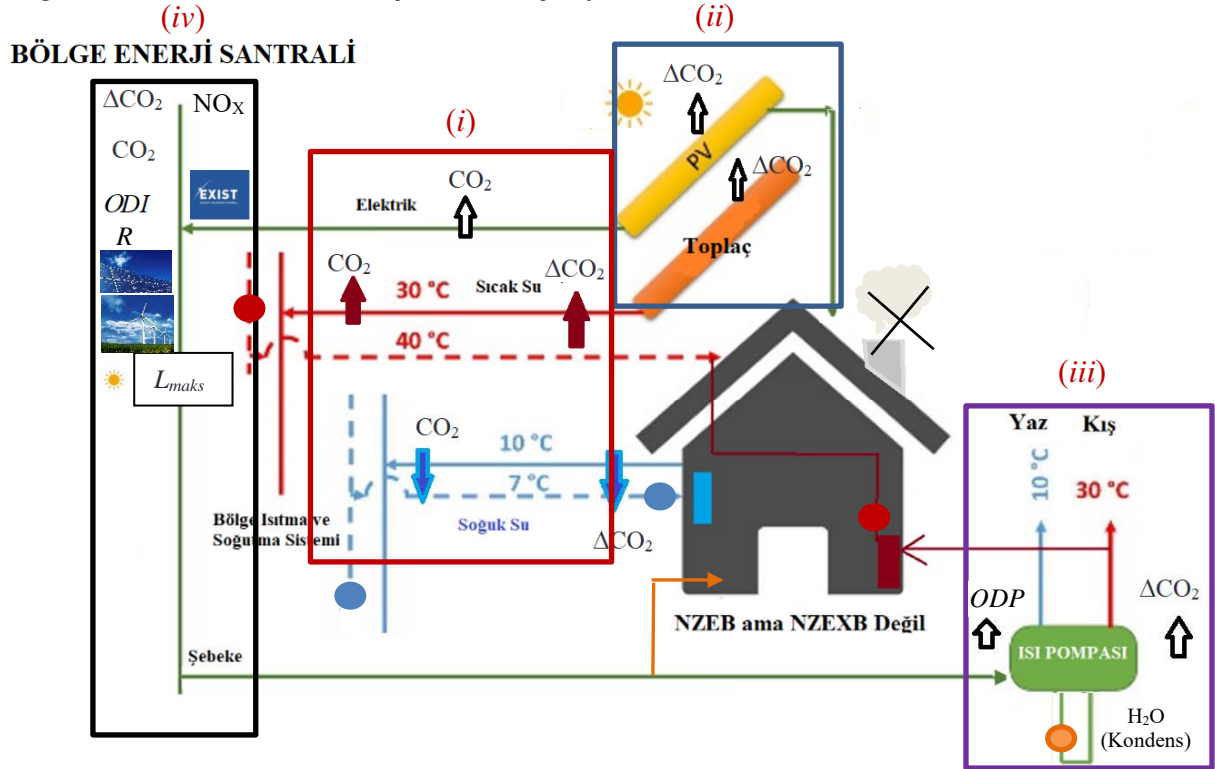 (iv)
BÖLGE ENERJİ SANTRALİ
ΔCO₂
NOX
CO₂
EXIST
ODI
R
Lmaks
(i)
CO₂
Elektrik
CO₂
ΔCO₂
30 °C
Sıcak Su
40 °C
CO₂
10 °C
7 °C
Soğuk Su
ΔCO₂
Bölge Isıtma ve
Soğutma Sistemi
Şebeke
(ii)
ΔCO₂
PV
ΔCO₂
Toplaç
NZEB ama NZEXB Değil
(iii)
Yaz
Kış
10 °C
30 °C
ODP
ΔCO₂
ISI POMPASI
H₂O
(Kondens)